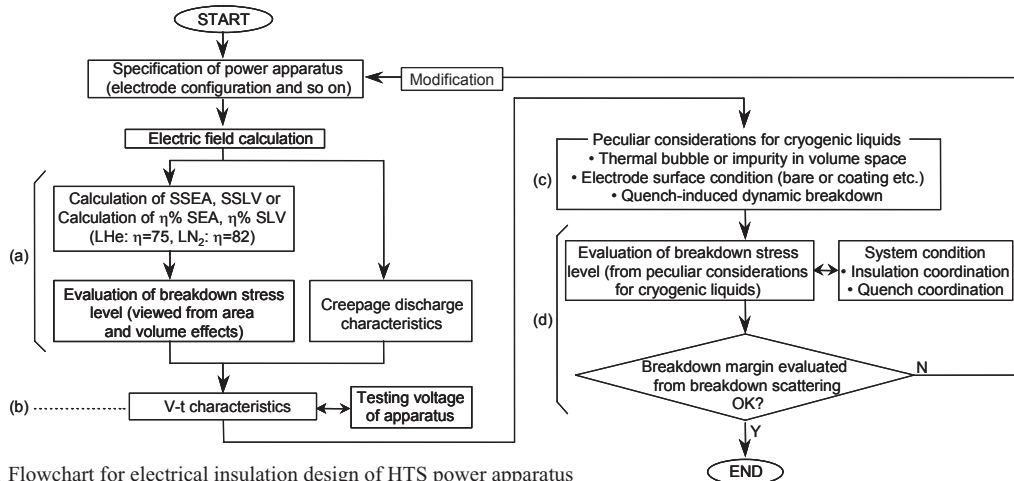 START
Specification of power apparatus
(electrode configuration and so on)
Modification
Electric field calculation
(a)
Calculation of SSEA, SSLV or
Calculation of η% SEA, η% SLV
(LHe: η=75, LN₂: η=82)
Evaluation of breakdown stress
level (viewed from area
and volume effects)
Creepage discharge
characteristics
(b)
V-t characteristics
Testing voltage
of apparatus
(c)
Peculiar considerations for cryogenic liquids
• Thermal bubble or impurity in volume space
• Electrode surface condition (bare or coating etc.)
• Quench-induced dynamic breakdown
(d)
Evaluation of breakdown stress
level (from peculiar considerations
for cryogenic liquids)
System condition
• Insulation coordination
• Quench coordination
Breakdown margin evaluated
from breakdown scattering
OK?
N
Y
END
Flowchart for electrical insulation design of HTS power apparatus